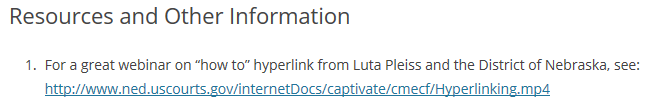 Resources and Other Information
1. For a great webinar on “how to” hyperlink from Luta Pleiss and the District of Nebraska, see:
http://www.ned.uscourts.gov/internetDocs/captivate/cmecf/Hyperlinking.mp4